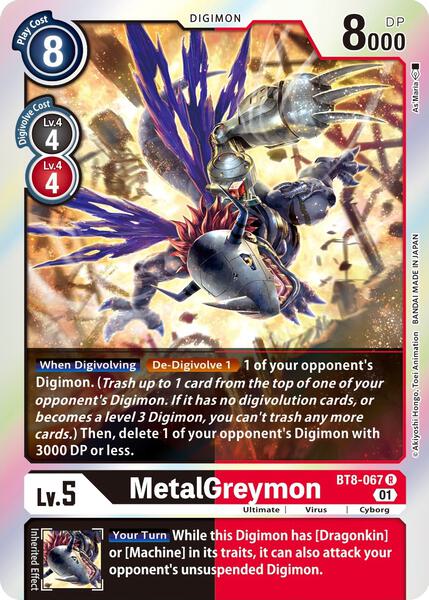 DIGIMON
Play Cost
8
8000
DP
As'Maria
Digivolve Cost
Lv.4
4
Lv.4
4
When Digivolving De-Digivolve 1 1 of your opponent's
Digimon. (Trash up to 1 card from the top of one of your
opponent's Digimon. If it has no digivolution cards, or
becomes a level 3 Digimon, you can't trash any more
cards.) Then, delete 1 of your opponent's Digimon with
3000 DP or less.
©Akiyoshi Hongo, Toei Animation BANDAI MADE IN JAPAN
Lv.5
MetalGreymon
BT8-067 R
01
Ultimate | Virus | Cyborg
Inherited Effect
Your Turn While this Digimon has [Dragonkin]
or [Machine] in its traits, it can also attack your
opponent's unsuspended Digimon.